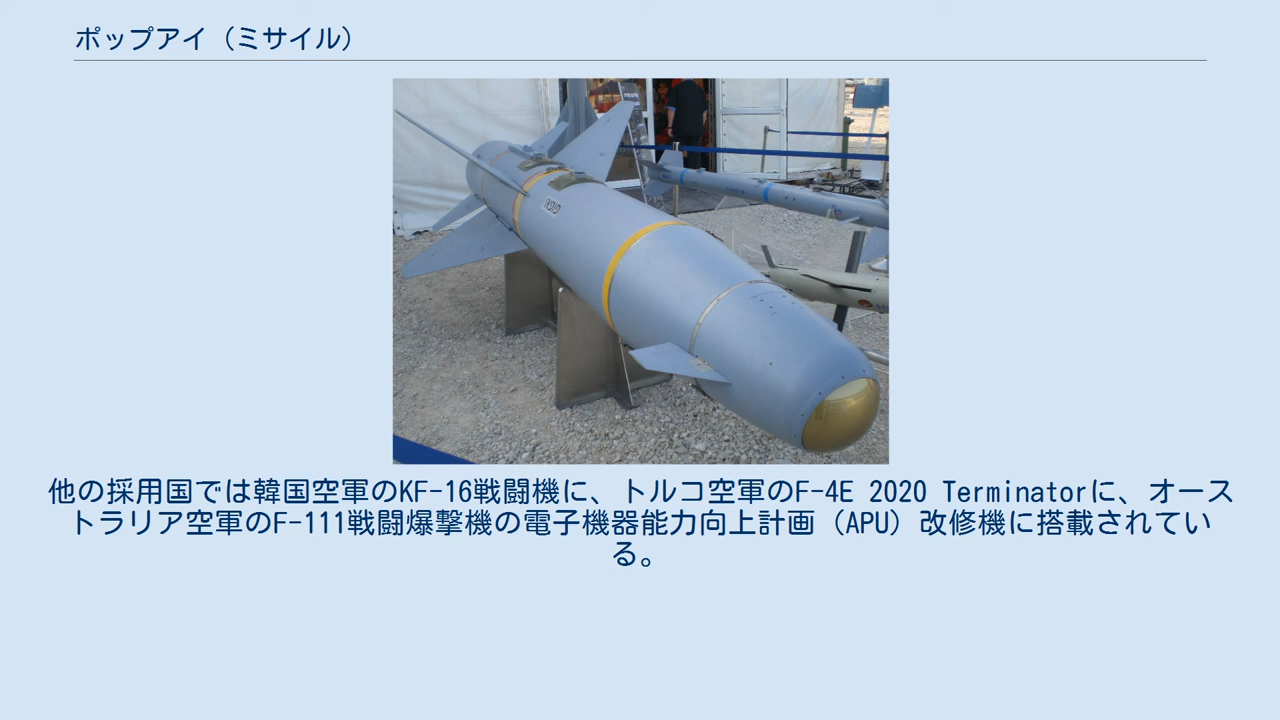 ポップアイ（ミサイル）
他の採用国では韓国空軍のKF-16戦闘機に、トルコ空軍のF-4E 2020 Terminatorに、オース
トラリア空軍のF-111戦闘爆撃機の電子機器能力向上計画（APU）改修機に搭載されてい
る。